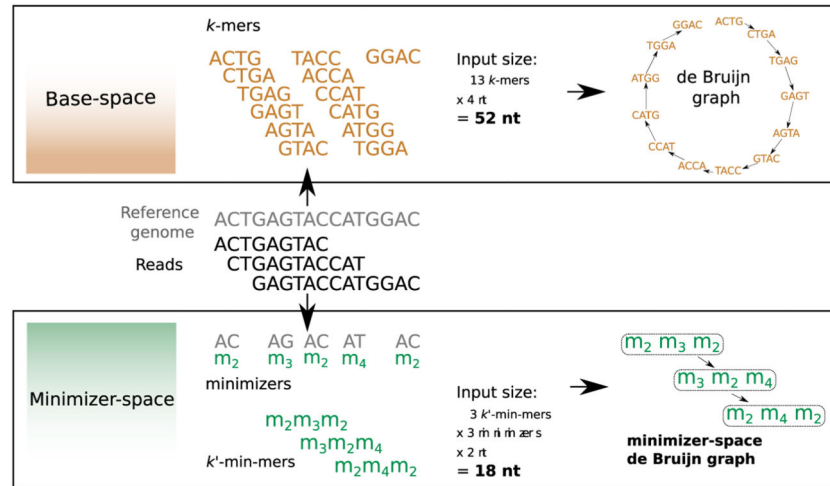 k-mers
ACTG TACC GGAC
CTGA ACCA
TGAG CCAT
GAGT CATG
AGTA ATGG
GTAC TGGA
Base-space
Input size:
13 k-mers
x 4 nt
= 52 nt
de Bruijn
graph
ACTG
CTGA
TGAG
GAGT
AGTA
GTAC
TACC
ACCA
CCAT
CATG
ATGG
TGGA
GGAC
Reference
genome
ACTGAGTACCATGGAC
Reads
ACTGAGTAC
CTGAGTACCAT
GAGTACCATGGAC
Minimizer-space
AC AG AC AT AC
m₂ m₃ m₂ m₄ m₂
minimizers
m₂m₃m₂
m₃m₂m₄
m₂m₄m₂
k'-min-mers
Input size:
3 k'-min-mers
x 3 minimizers
x 2 nt
= 18 nt
m₂ m₃ m₂
m₃ m₂ m₄
m₂ m₄ m₂
minimizer-space
de Bruijn graph